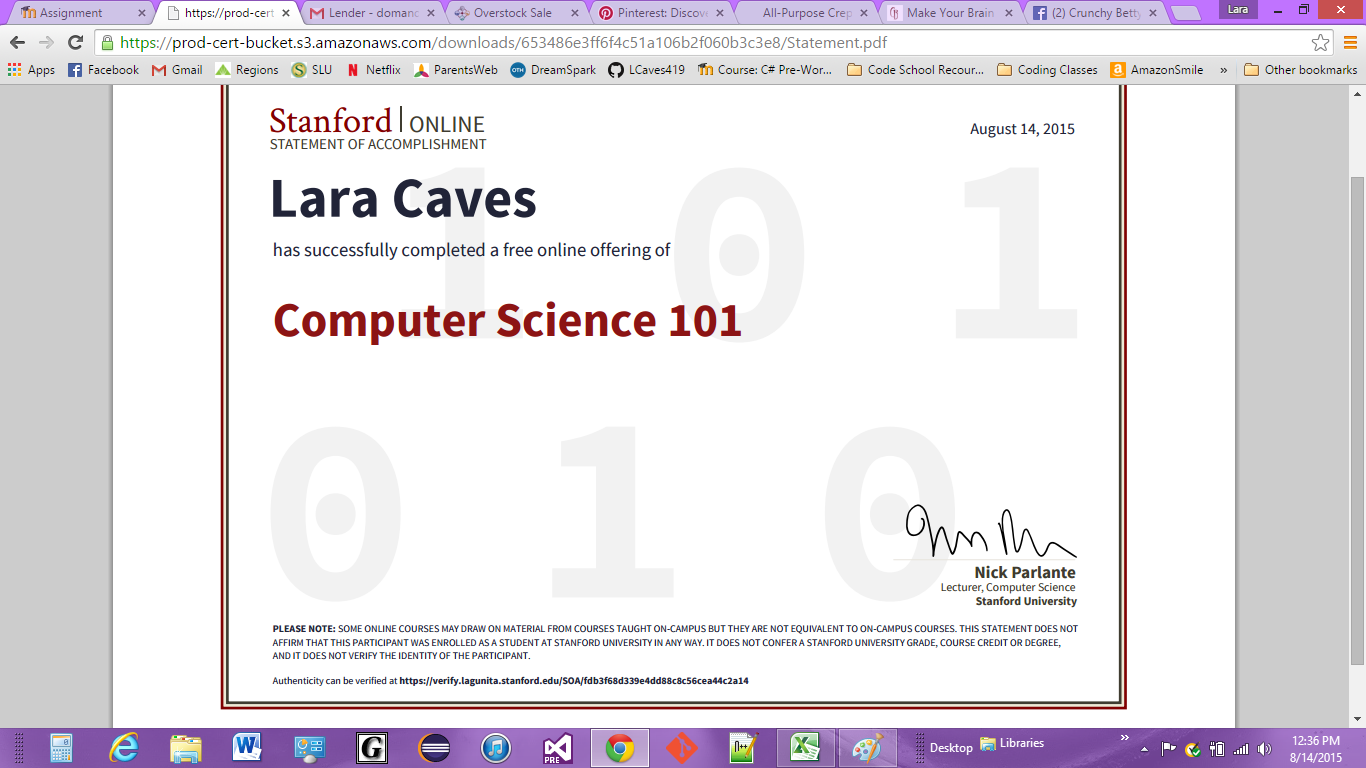 Lara
Assignment
https://prod-cert
Lender - domanc
Overstock Sale
Pinterest: Discove
All-Purpose Crep
Make Your Brain
(2) Crunchy Betty
https://prod-cert-bucket.s3.amazonaws.com/downloads/653486e3ff6f4c51a106b2f060b3c3e8/Statement.pdf
Apps Facebook Gmail Regions SLU Netflix ParentsWeb DreamSpark LCaves419 Course: C# Pre-Wor... Code School Recour... Coding Classes AmazonSmile » Other bookmarks
Stanford | ONLINE
STATEMENT OF ACCOMPLISHMENT
August 14, 2015
1 0 1
Lara Caves
has successfully completed a free online offering of
Computer Science 101
0 1 0
Nick Parlante
Lecturer, Computer Science
Stanford University
PLEASE NOTE: SOME ONLINE COURSES MAY DRAW ON MATERIAL FROM COURSES TAUGHT ON-CAMPUS BUT THEY ARE NOT EQUIVALENT TO ON-CAMPUS COURSES. THIS STATEMENT DOES NOT
AFFIRM THAT THIS PARTICIPANT WAS ENROLLED AS A STUDENT AT STANFORD UNIVERSITY IN ANY WAY. IT DOES NOT CONFER A STANFORD UNIVERSITY GRADE, COURSE CREDIT OR DEGREE,
AND IT DOES NOT VERIFY THE IDENTITY OF THE PARTICIPANT.
Authenticity can be verified at https://verify.lagunita.stanford.edu/SOA/fdb3f68d339e4dd88c8c56cea44c2a14
Desktop Libraries »
12:36 PM
8/14/2015